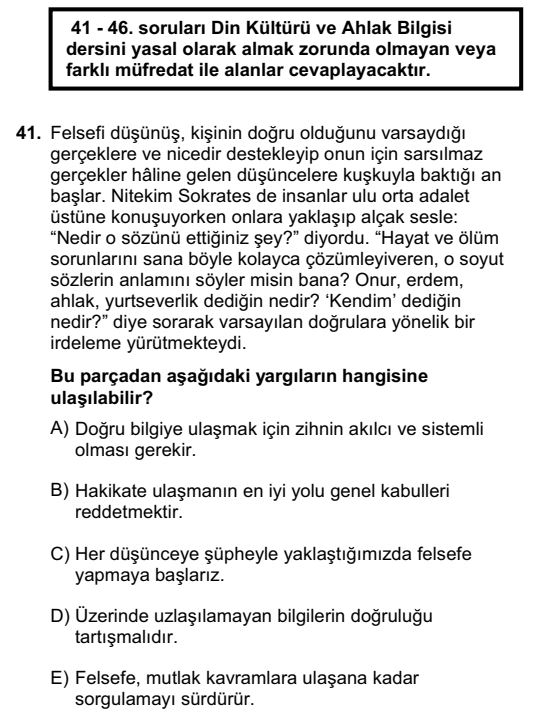 41 - 46. soruları Din Kültürü ve Ahlak Bilgisi
dersini yasal olarak almak zorunda olmayan veya
farklı müfredat ile alanlar cevaplayacaktır.
41. Felsefi düşünüş, kişinin doğru olduğunu varsaydığı
gerçeklere ve nicedir destekleyip onun için sarsılmaz
gerçekler hâline gelen düşüncelere kuşkuyla baktığı an
başlar. Nitekim Sokrates de insanlar ulu orta adalet
üstüne konuşuyorken onlara yaklaşıp alçak sesle:
“Nedir o sözünü ettiğiniz şey?” diyordu. “Hayat ve ölüm
sorunlarını sana böyle kolayca çözümleyiveren, o soyut
sözlerin anlamını söyler misin bana? Onur, erdem,
ahlak, yurtseverlik dediğin nedir? ‘Kendim’ dediğin
nedir?” diye sorarak varsayılan doğrulara yönelik bir
irdeleme yürütmekteydi.
Bu parçadan aşağıdaki yargıların hangisine
ulaşılabilir?
A) Doğru bilgiye ulaşmak için zihnin akılcı ve sistemli
olması gerekir.
B) Hakikate ulaşmanın en iyi yolu genel kabulleri
reddetmektir.
C) Her düşünceye şüpheyle yaklaştığımızda felsefe
yapmaya başlarız.
D) Üzerinde uzlaşılamayan bilgilerin doğruluğu
tartışmalıdır.
E) Felsefe, mutlak kavramlara ulaşana kadar
sorgulamayı sürdürür.